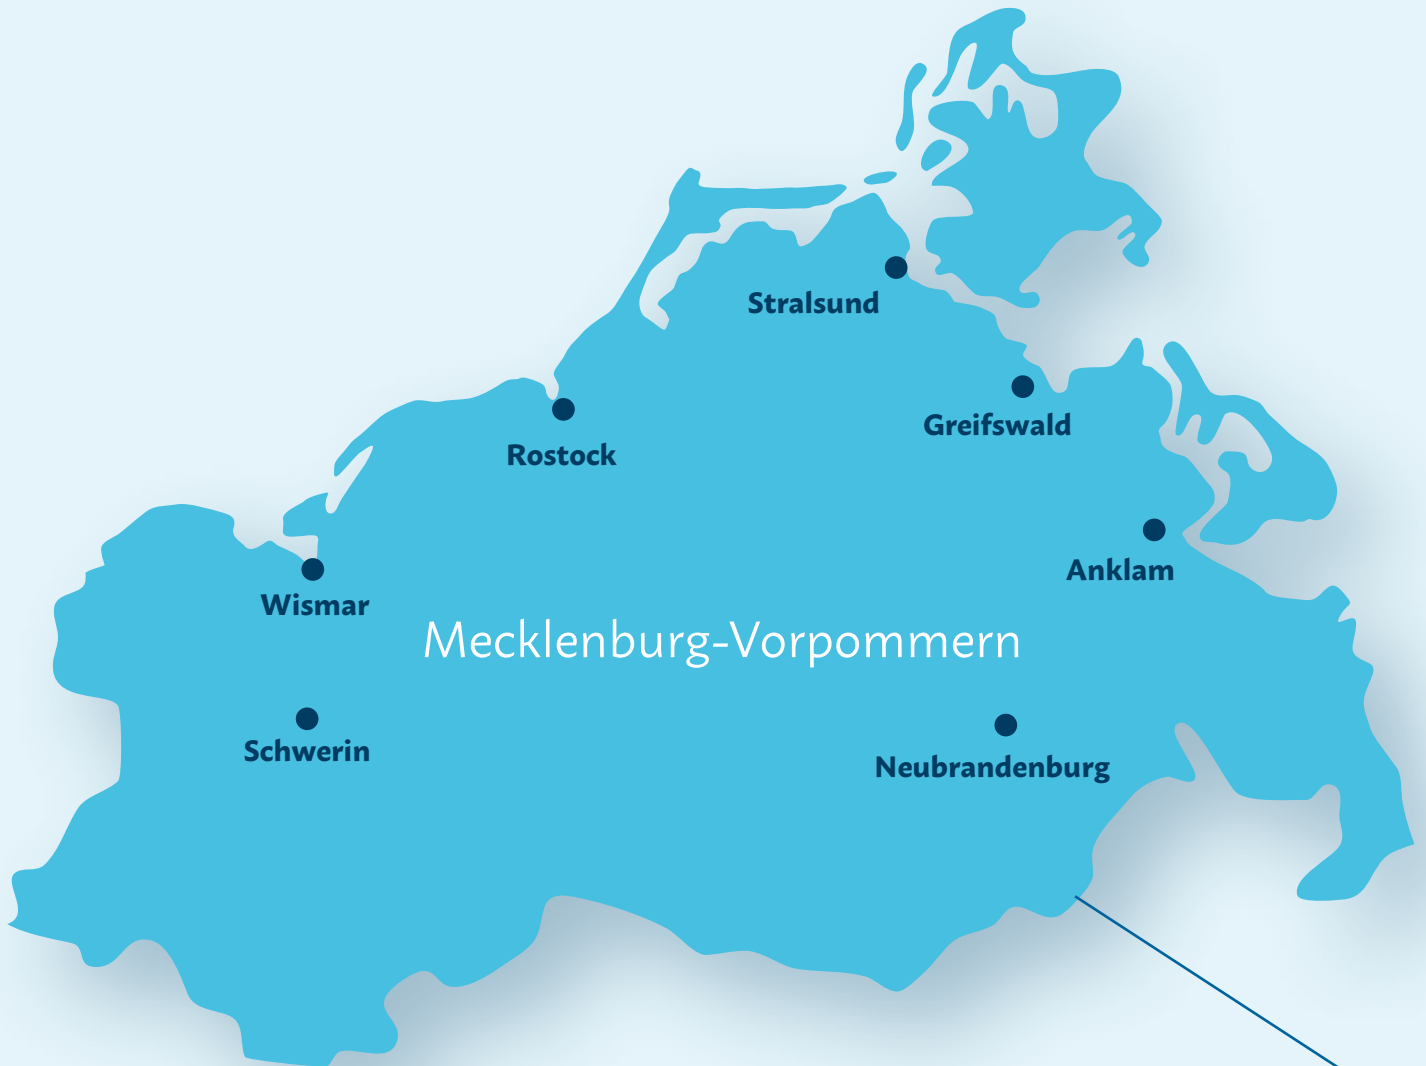 Stralsund
Greifswald
Rostock
Anklam
Wismar
Mecklenburg-Vorpommern
Schwerin
Neubrandenburg